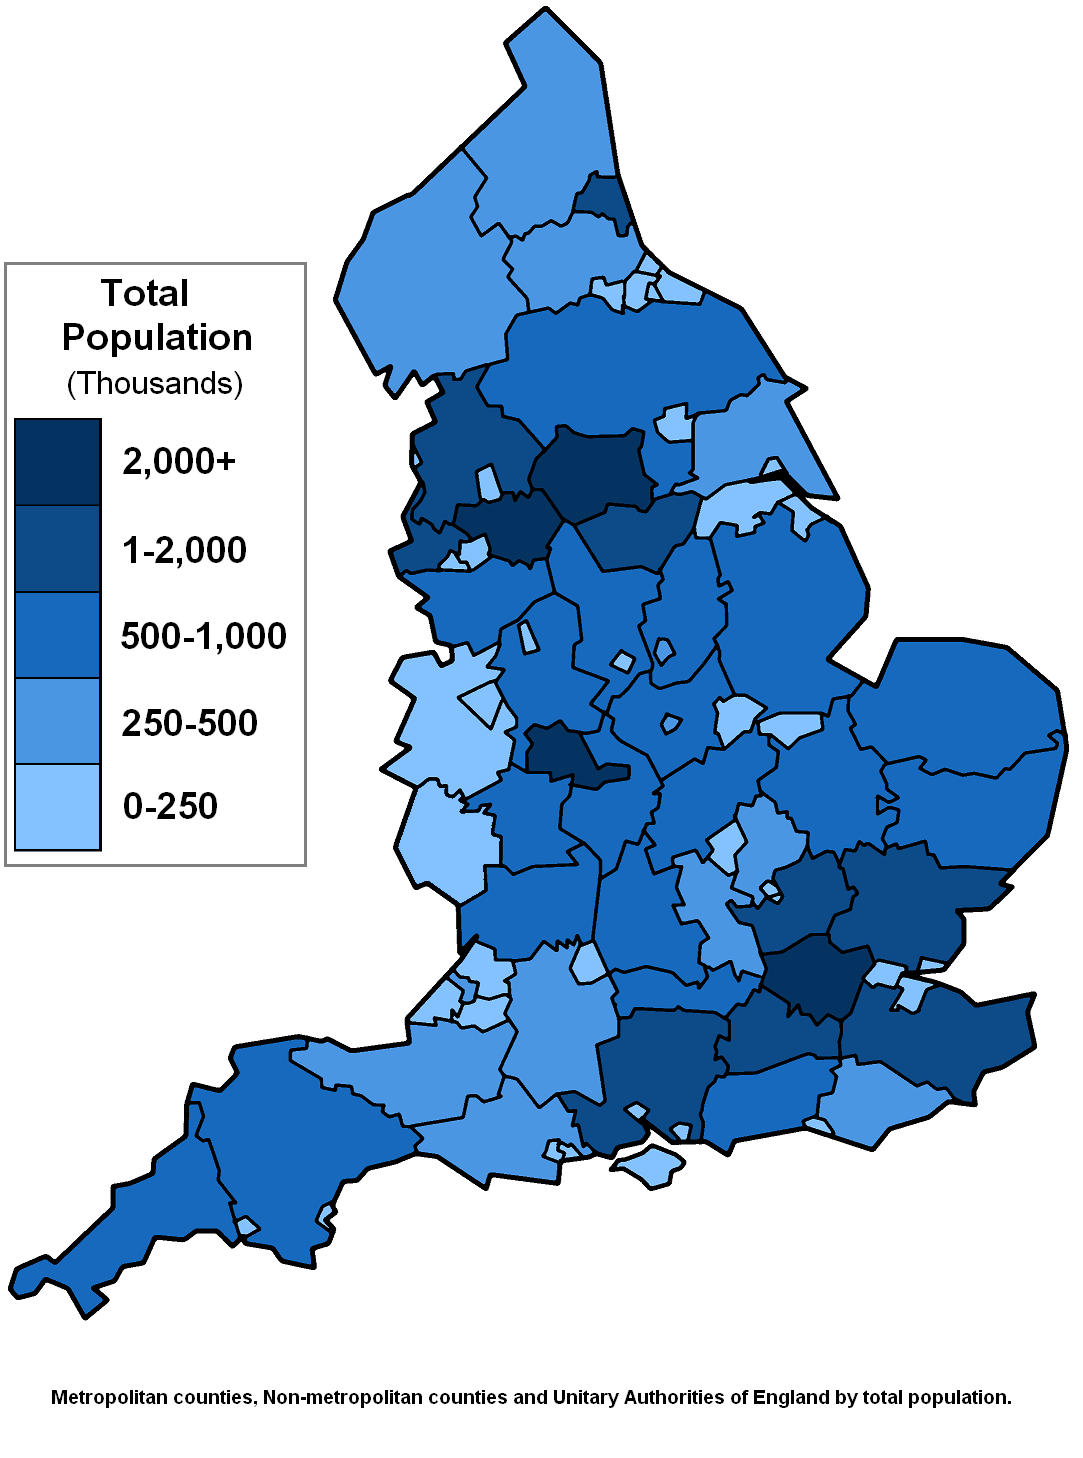 Total
Population
(Thousands)
2,000+
1-2,000
500-1,000
250-500
0-250
Metropolitan counties, Non-metropolitan counties and Unitary Authorities of England by total population.